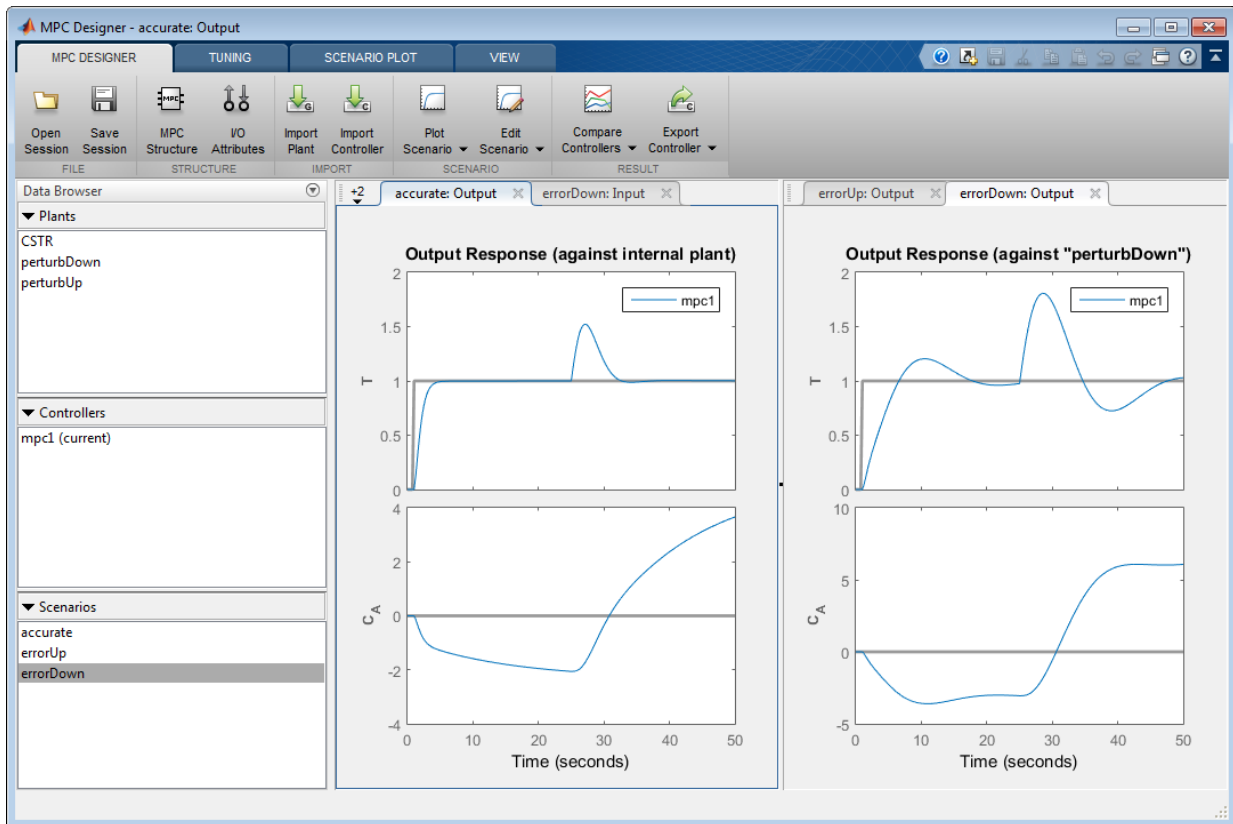 MPC Designer - accurate: Output
MPC DESIGNER TUNING SCENARIO PLOT VIEW
MPC G C C
Open Session
Save Session
MPC Structure
I/O Attributes
Import Plant
Import Controller
Plot Scenario
Edit Scenario
Compare Controllers
Export Controller
FILE STRUCTURE IMPORT SCENARIO RESULT
Data Browser
Plants
CSTR
perturbDown
perturbUp
Controllers
mpc1 (current)
Scenarios
accurate
errorUp
errorDown
+2 accurate: Output errorDown: Input
Output Response (against internal plant)
mpc1
T
2
1.5
1
0.5
0
C_A
4
2
0
-2
-4
0 10 20 30 40 50
Time (seconds)
errorUp: Output errorDown: Output
Output Response (against "perturbDown")
mpc1
T
2
1.5
1
0.5
0
C_A
10
5
0
-5
0 10 20 30 40 50
Time (seconds)